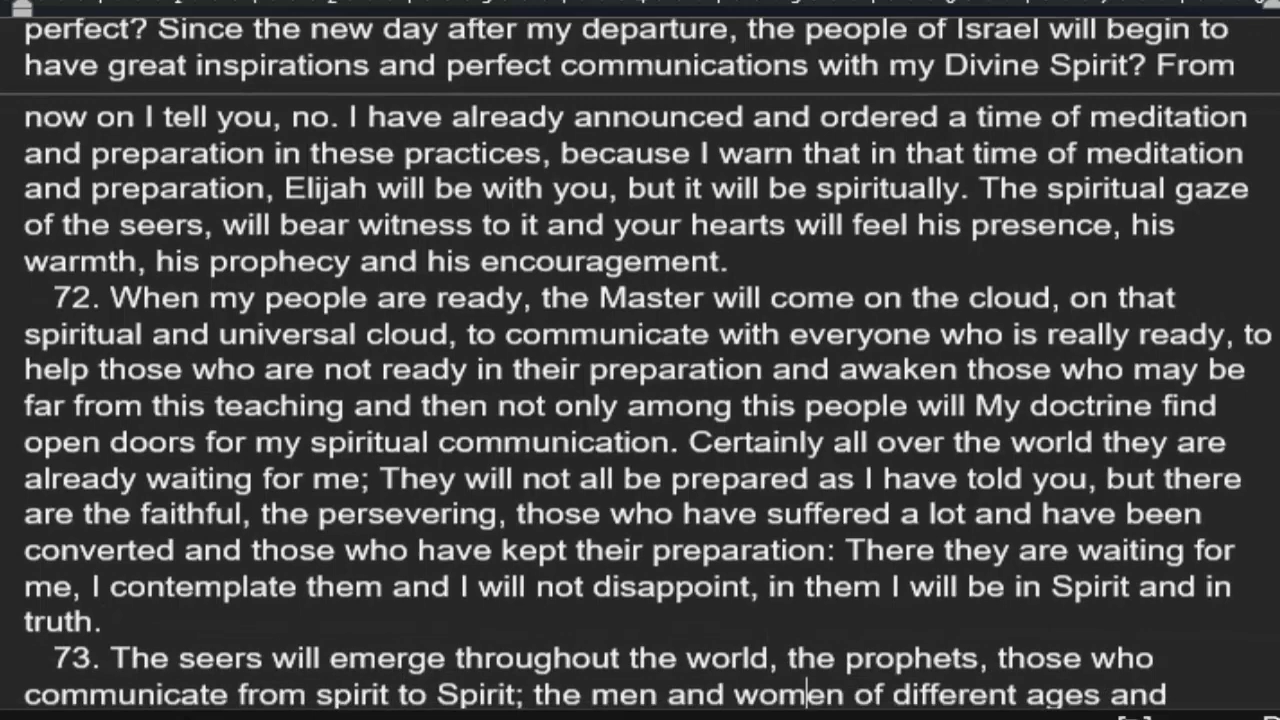 perfect? Since the new day after my departure, the people of Israel will begin to
have great inspirations and perfect communications with my Divine Spirit? From
now on I tell you, no. I have already announced and ordered a time of meditation
and preparation in these practices, because I warn that in that time of meditation
and preparation, Elijah will be with you, but it will be spiritually. The spiritual gaze
of the seers, will bear witness to it and your hearts will feel his presence, his
warmth, his prophecy and his encouragement.
72. When my people are ready, the Master will come on the cloud, on that
spiritual and universal cloud, to communicate with everyone who is really ready, to
help those who are not ready in their preparation and awaken those who may be
far from this teaching and then not only among this people will My doctrine find
open doors for my spiritual communication. Certainly all over the world they are
already waiting for me; They will not all be prepared as I have told you, but there
are the faithful, the persevering, those who have suffered a lot and have been
converted and those who have kept their preparation: There they are waiting for
me, I contemplate them and I will not disappoint, in them I will be in Spirit and in
truth.
73. The seers will emerge throughout the world, the prophets, those who
communicate from spirit to Spirit; the men and women of different ages and